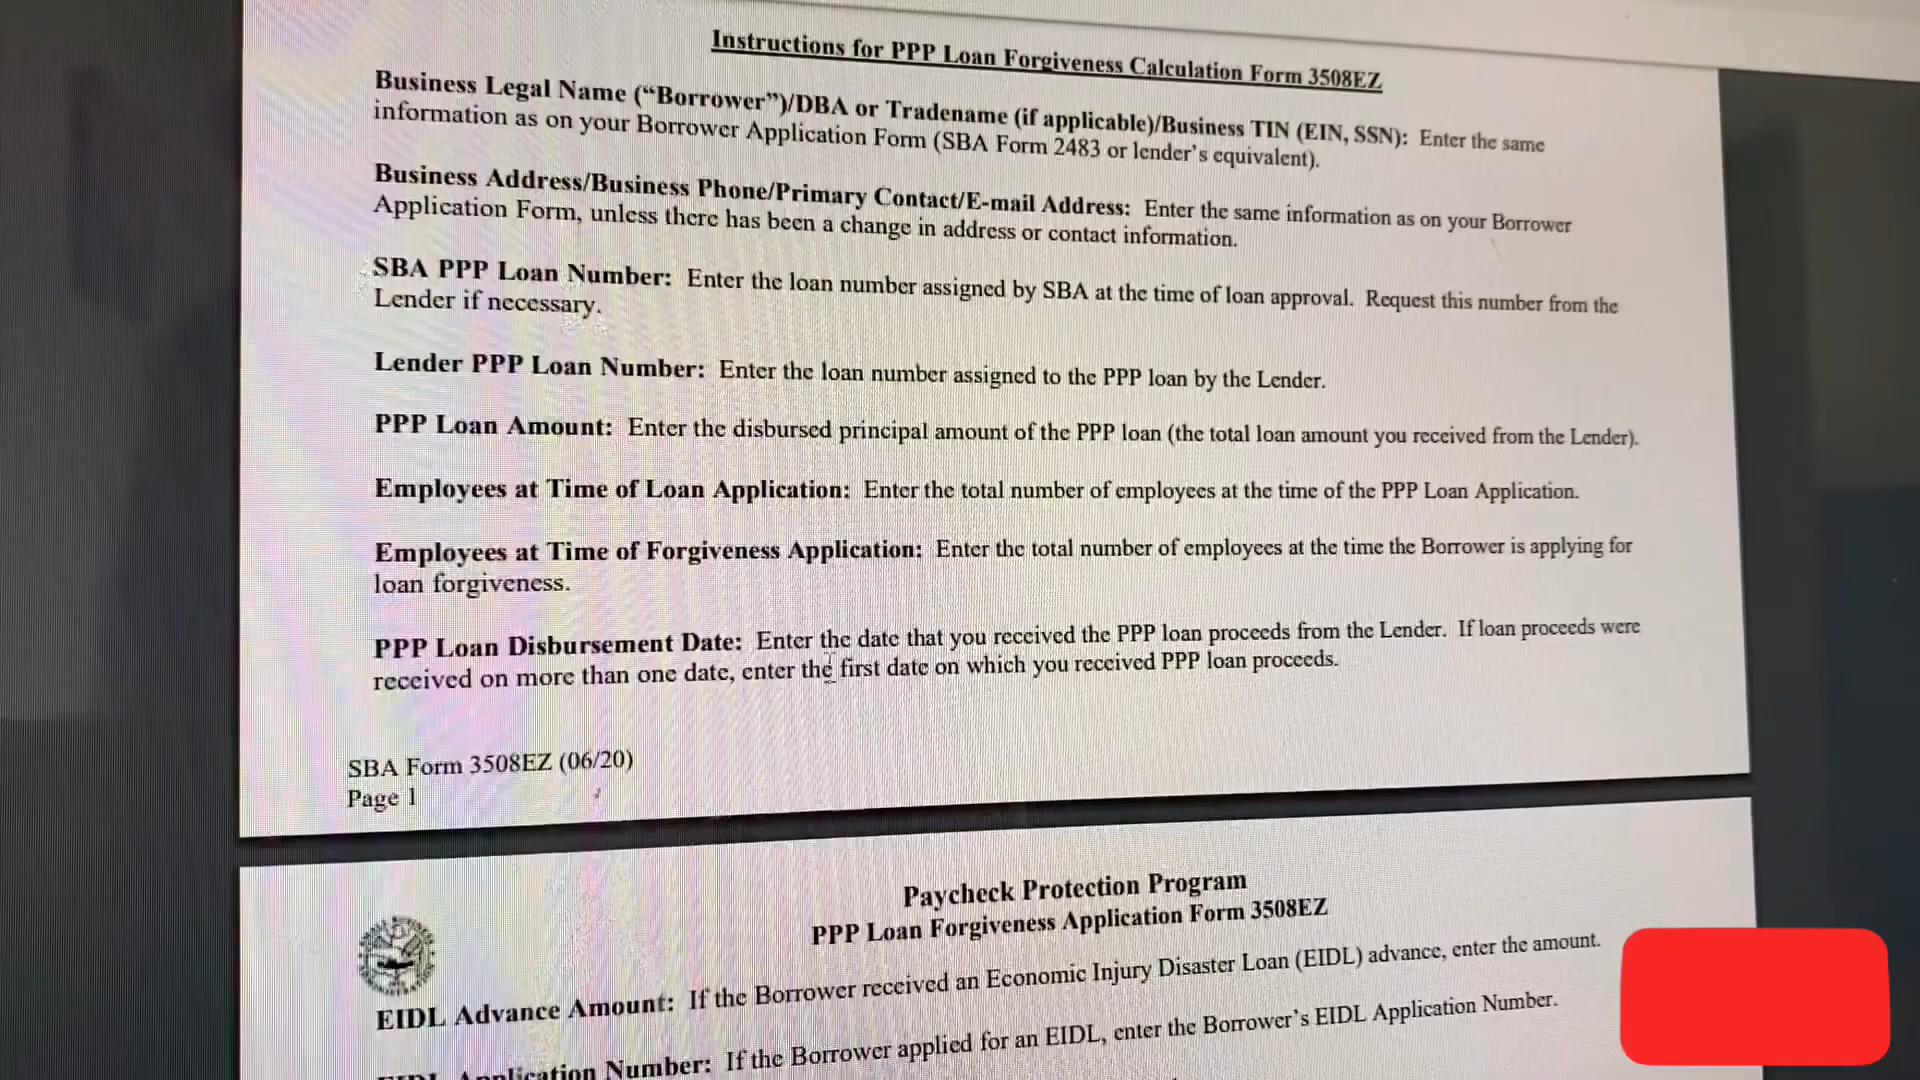 Instructions for PPP Loan Forgiveness Calculation Form 3508EZ
Business Legal Name (“Borrower”)/DBA or Tradename (if applicable)/Business TIN (EIN, SSN): Enter the same
information as on your Borrower Application Form (SBA Form 2483 or lender’s equivalent).
Business Address/Business Phone/Primary Contact/E-mail Address: Enter the same information as on your Borrower
Application Form, unless there has been a change in address or contact information.
SBA PPP Loan Number: Enter the loan number assigned by SBA at the time of loan approval. Request this number from the
Lender if necessary.
Lender PPP Loan Number: Enter the loan number assigned to the PPP loan by the Lender.
PPP Loan Amount: Enter the disbursed principal amount of the PPP loan (the total loan amount you received from the Lender).
Employees at Time of Loan Application: Enter the total number of employees at the time of the PPP Loan Application.
Employees at Time of Forgiveness Application: Enter the total number of employees at the time the Borrower is applying for
loan forgiveness.
PPP Loan Disbursement Date: Enter the date that you received the PPP loan proceeds from the Lender. If loan proceeds were
received on more than one date, enter the first date on which you received PPP loan proceeds.
SBA Form 3508EZ (06/20)
Page 1
Paycheck Protection Program
PPP Loan Forgiveness Application Form 3508EZ
EIDL Advance Amount: If the Borrower received an Economic Injury Disaster Loan (EIDL) advance, enter the amount.
EIDL Application Number: If the Borrower applied for an EIDL, enter the Borrower’s EIDL Application Number.